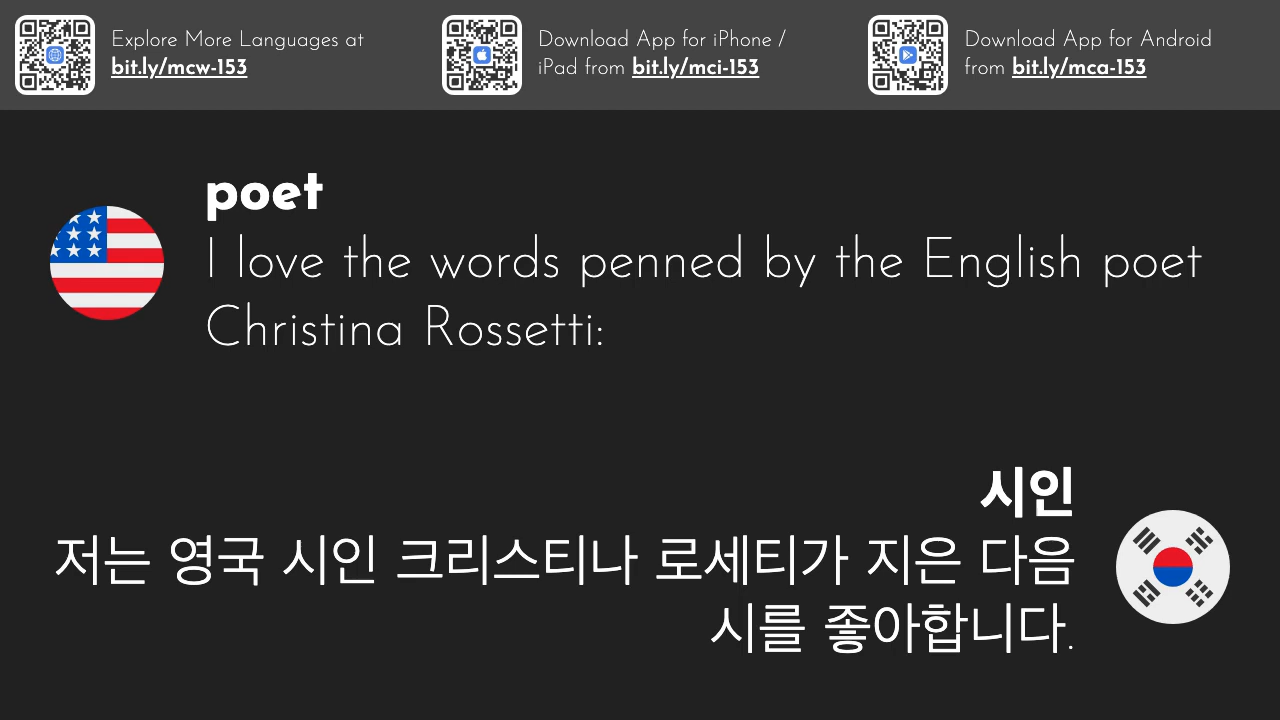 Explore More Languages at
bit.ly/mcw-153
Download App for iPhone /
iPad from bit.ly/mci-153
Download App for Android
from bit.ly/mca-153
poet
I love the words penned by the English poet
Christina Rossetti:
시인
저는 영국 시인 크리스티나 로세티가 지은 다음
시를 좋아합니다.